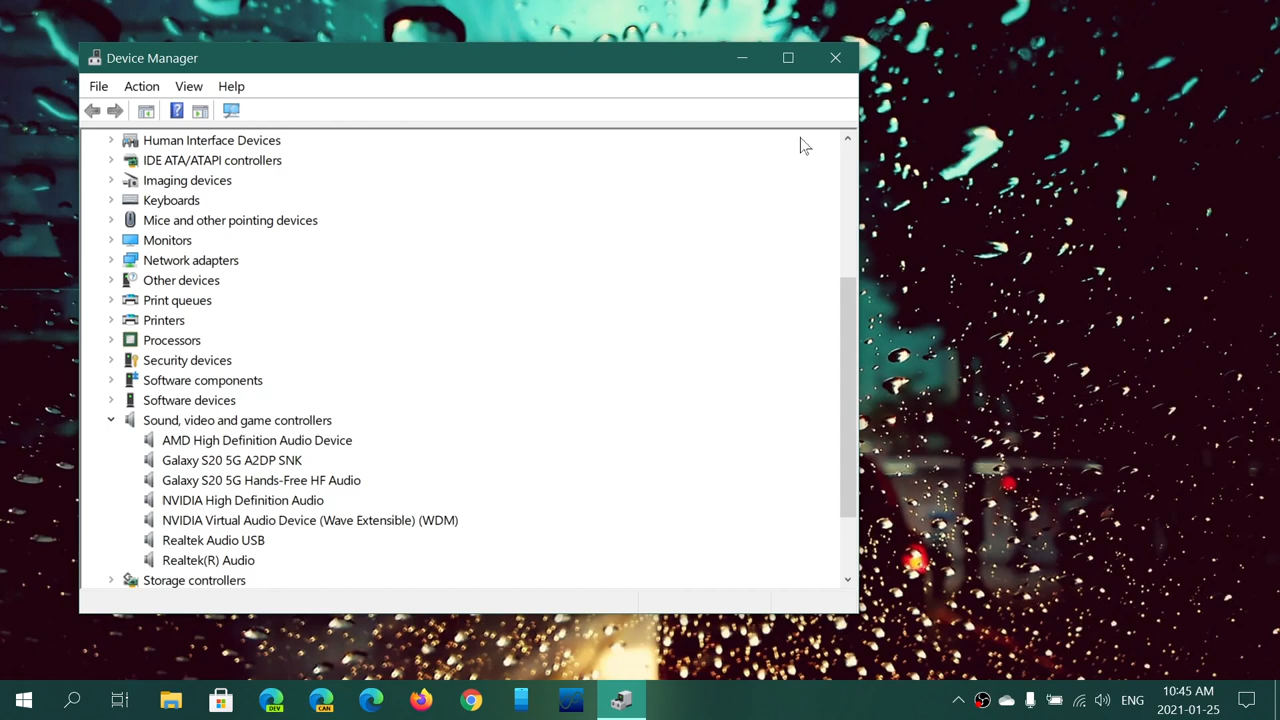 Device Manager
File Action View Help
Human Interface Devices
IDE ATA/ATAPI controllers
Imaging devices
Keyboards
Mice and other pointing devices
Monitors
Network adapters
Other devices
Print queues
Printers
Processors
Security devices
Software components
Software devices
Sound, video and game controllers
AMD High Definition Audio Device
Galaxy S20 5G A2DP SNK
Galaxy S20 5G Hands-Free HF Audio
NVIDIA High Definition Audio
NVIDIA Virtual Audio Device (Wave Extensible) (WDM)
Realtek Audio USB
Realtek(R) Audio
Storage controllers
DEV
CAN
ENG
10:45 AM
2021-01-25